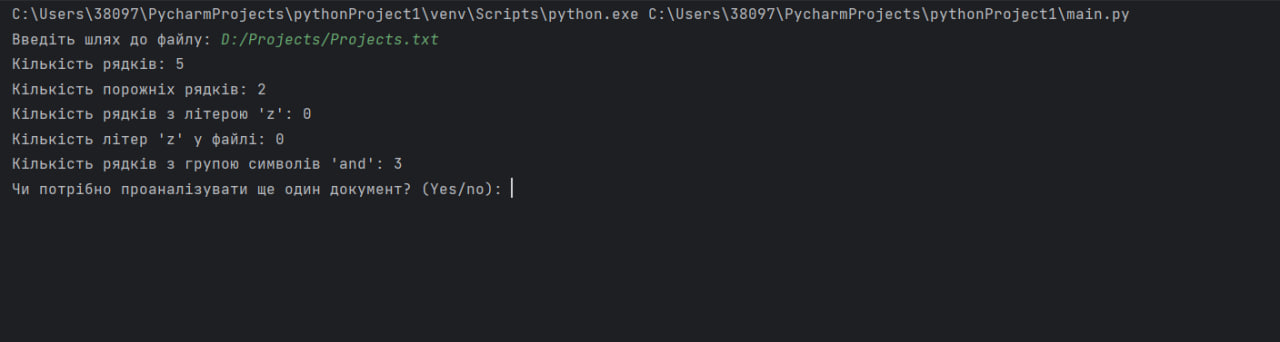 C:\Users\38097\PycharmProjects\pythonProject1\venv\Scripts\python.exe C:\Users\38097\PycharmProjects\pythonProject1\main.py
Введіть шлях до файлу: D:/Projects/Projects.txt
Кількість рядків: 5
Кількість порожніх рядків: 2
Кількість рядків з літерою 'z': 0
Кількість літер 'z' у файлі: 0
Кількість рядків з групою символів 'and': 3
Чи потрібно проаналізувати ще один документ? (Yes/no):